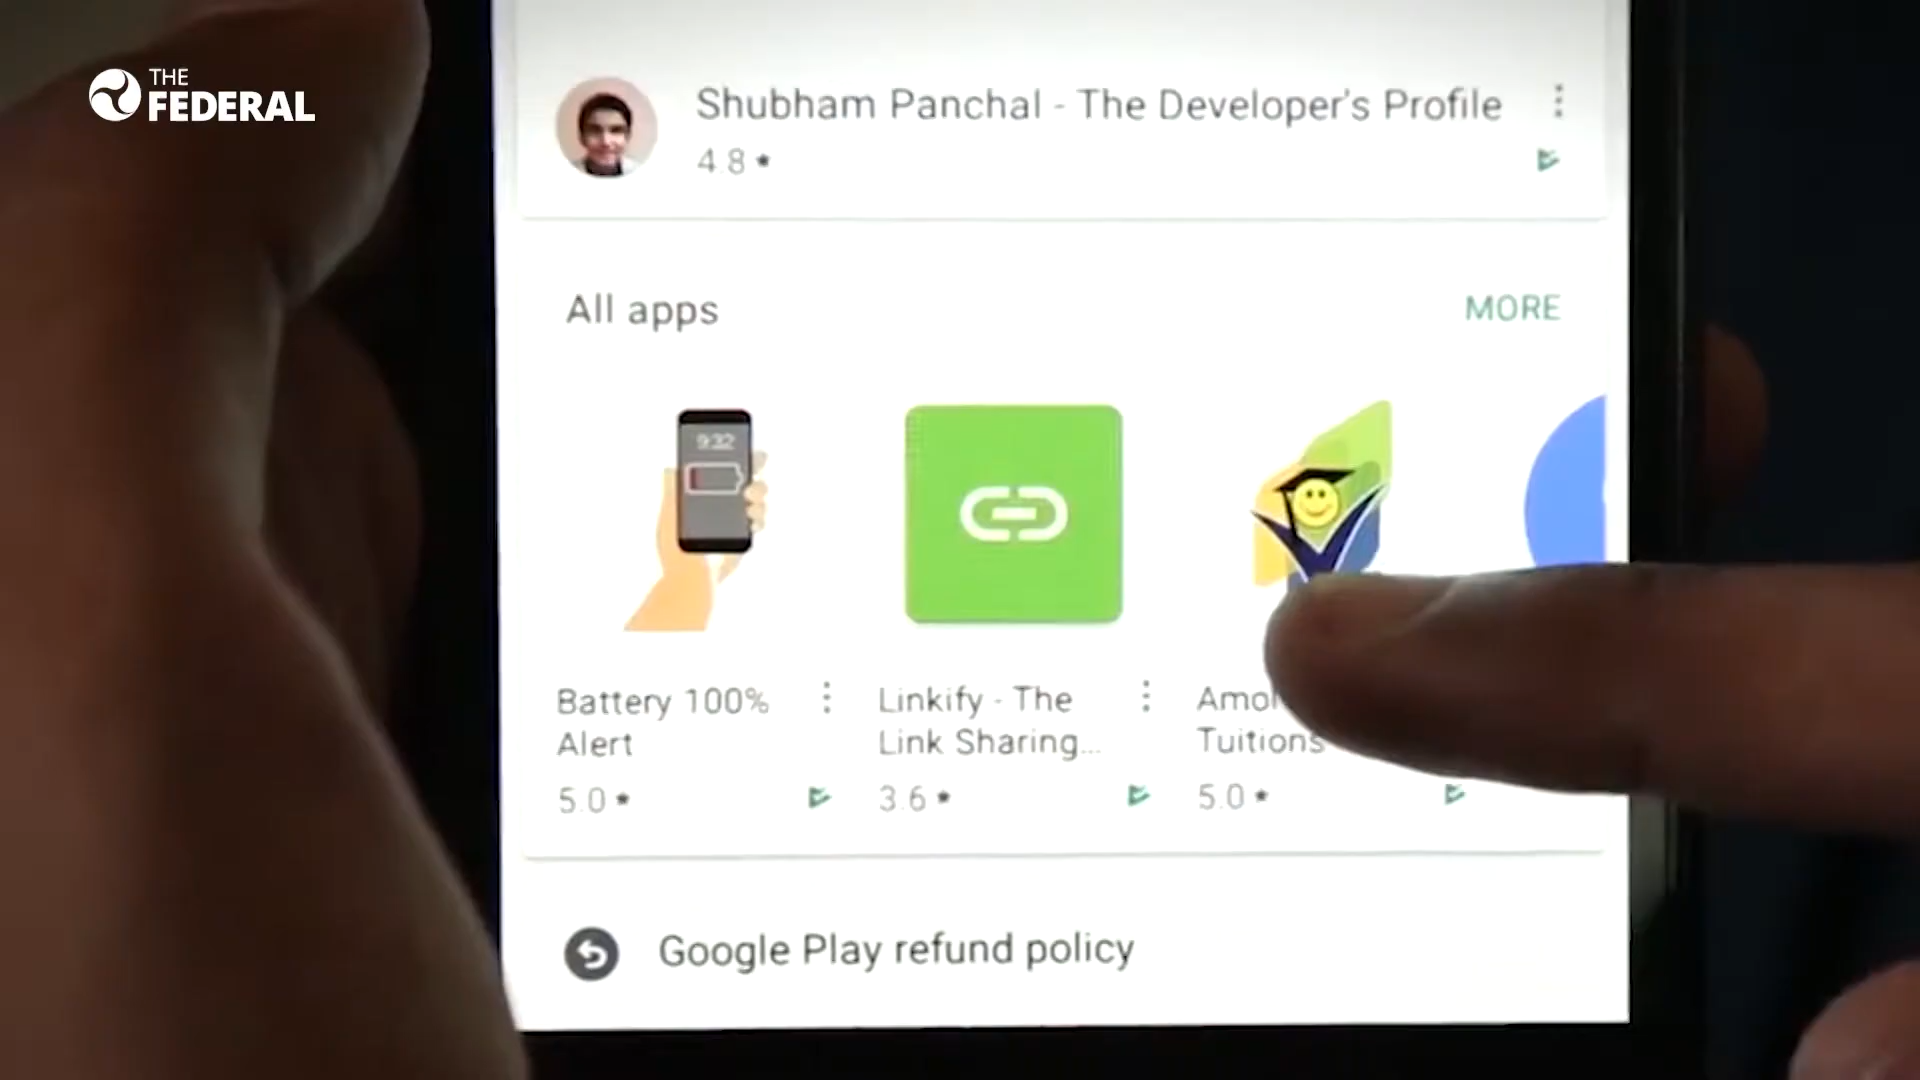 THE
FEDERAL
Shubham Panchal - The Developer's Profile
4.8 ★
All apps
MORE
9:32
Battery 100%
Alert
5.0 ★
Linkify - The
Link Sharing...
3.6 ★
Tuitions
5.0 ★
Google Play refund policy